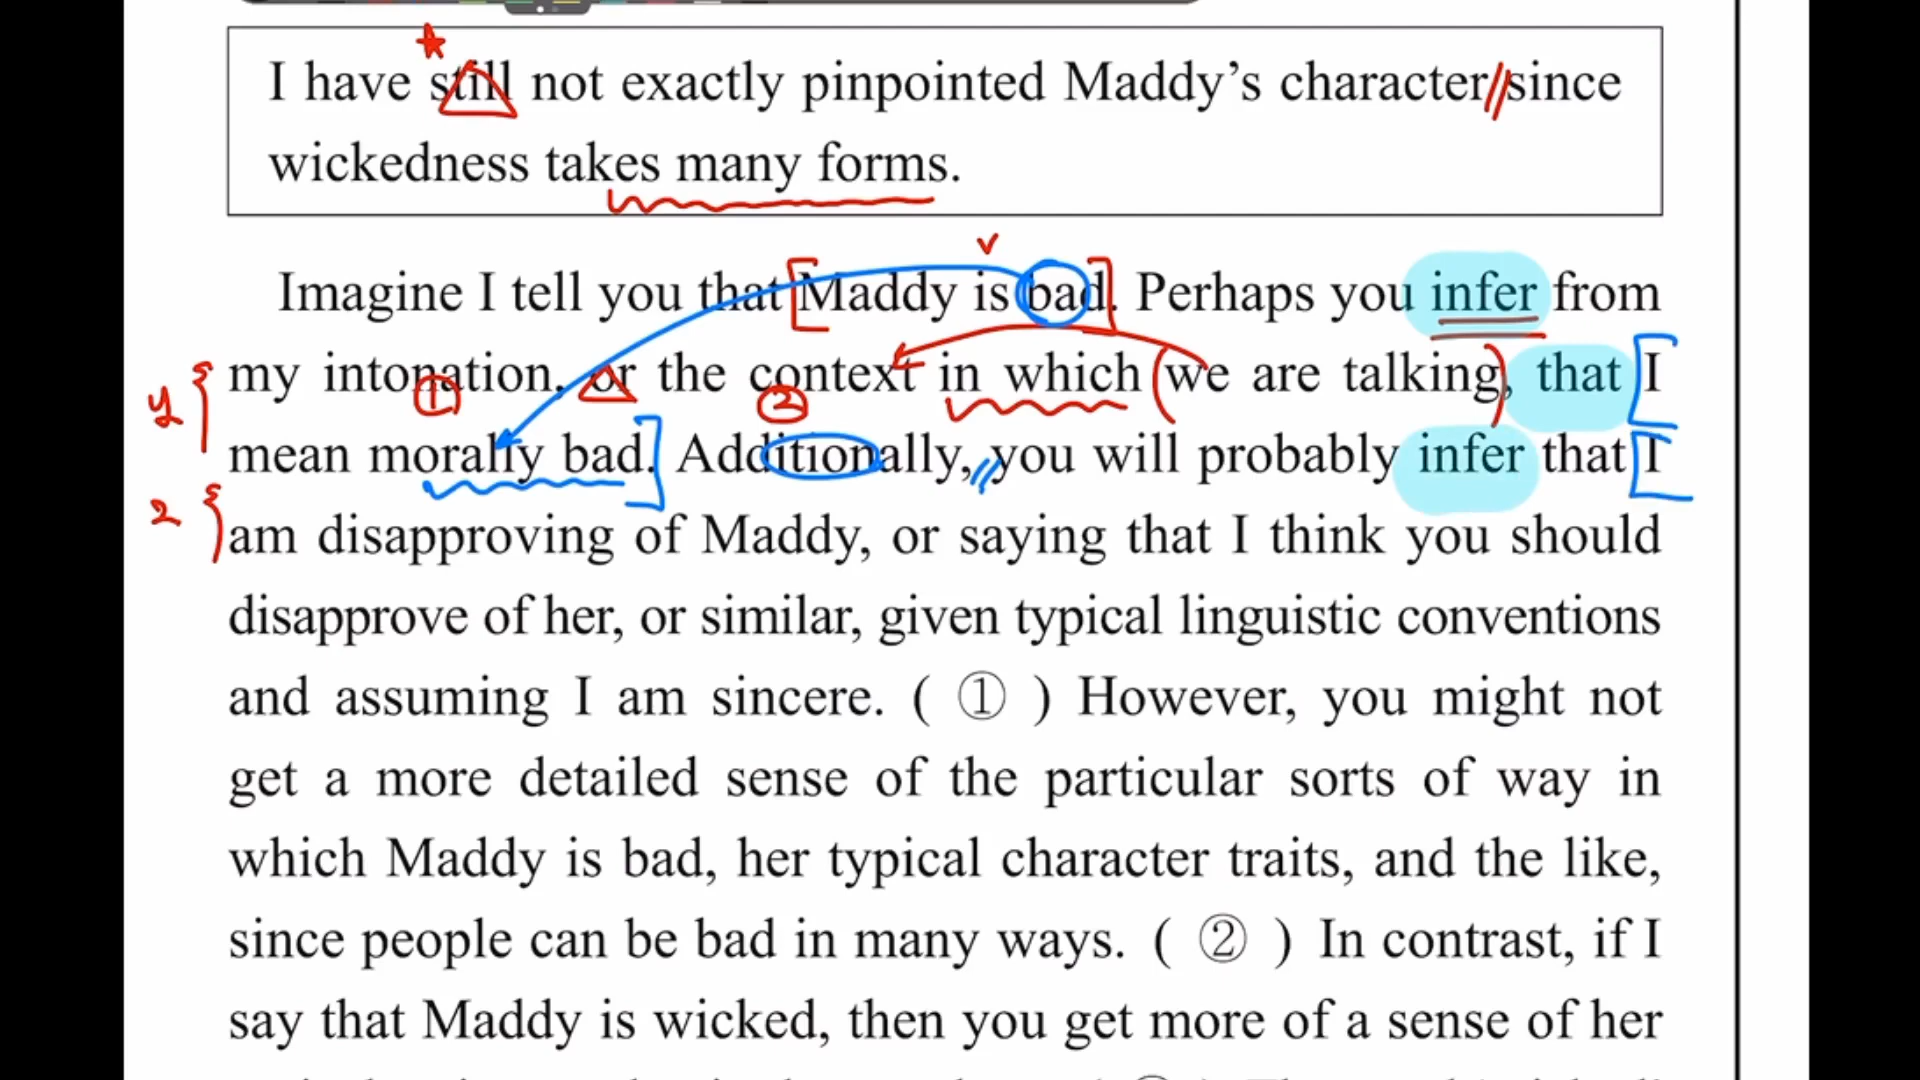 I have still not exactly pinpointed Maddy’s character since
wickedness takes many forms.
Imagine I tell you that Maddy is bad. Perhaps you infer from
my intonation, or the context in which we are talking, that I
mean morally bad. Additionally, you will probably infer that I
am disapproving of Maddy, or saying that I think you should
disapprove of her, or similar, given typical linguistic conventions
and assuming I am sincere. ( ① ) However, you might not
get a more detailed sense of the particular sorts of way in
which Maddy is bad, her typical character traits, and the like,
since people can be bad in many ways. ( ② ) In contrast, if I
say that Maddy is wicked, then you get more of a sense of her